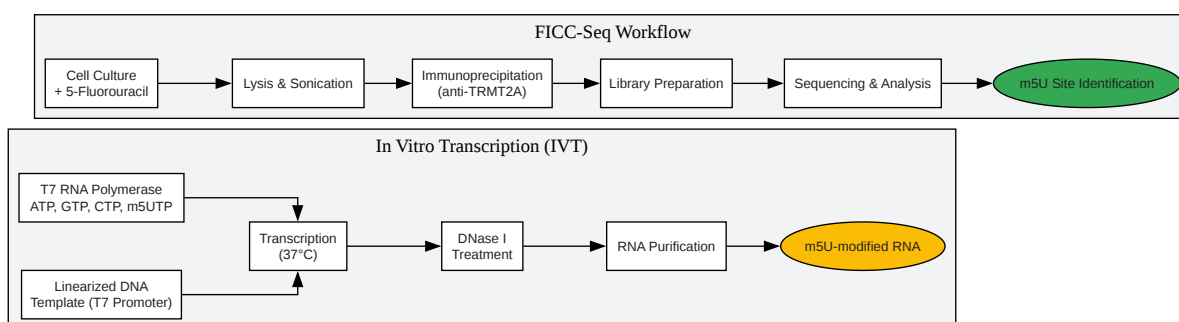 FICC-Seq Workflow
Cell Culture
+ 5-Fluorouracil
Lysis & Sonication
Immunoprecipitation
(anti-TRMT2A)
Library Preparation
Sequencing & Analysis
m5U Site Identification
In Vitro Transcription (IVT)
T7 RNA Polymerase
ATP, GTP, CTP, m5UTP
Linearized DNA
Template (T7 Promoter)
Transcription
(37°C)
DNase I
Treatment
RNA Purification
m5U-modified RNA